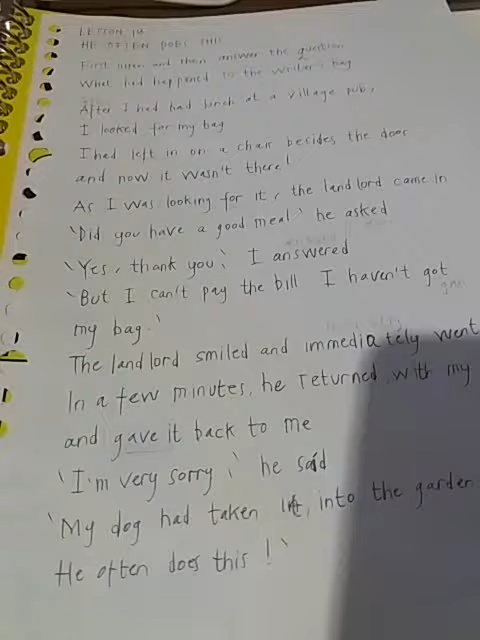 LESSON 14
HE OFTEN DOES THIS
First listen and then answer the question
What had happened to the writer's bag
After I had had lunch at a village pub,
I looked for my bag
I had left in on a chair besides the door
and now it wasn't there!
As I was looking for it, the landlord came in
'Did you have a good meal' he asked
'Yes, thank you' I answered
'But I can't pay the bill I haven't got
my bag.'
The landlord smiled and immediately went
In a few minutes, he returned with my
and gave it back to me
'I'm very sorry,' he said
'My dog had taken it, into the garden
He often does this!'